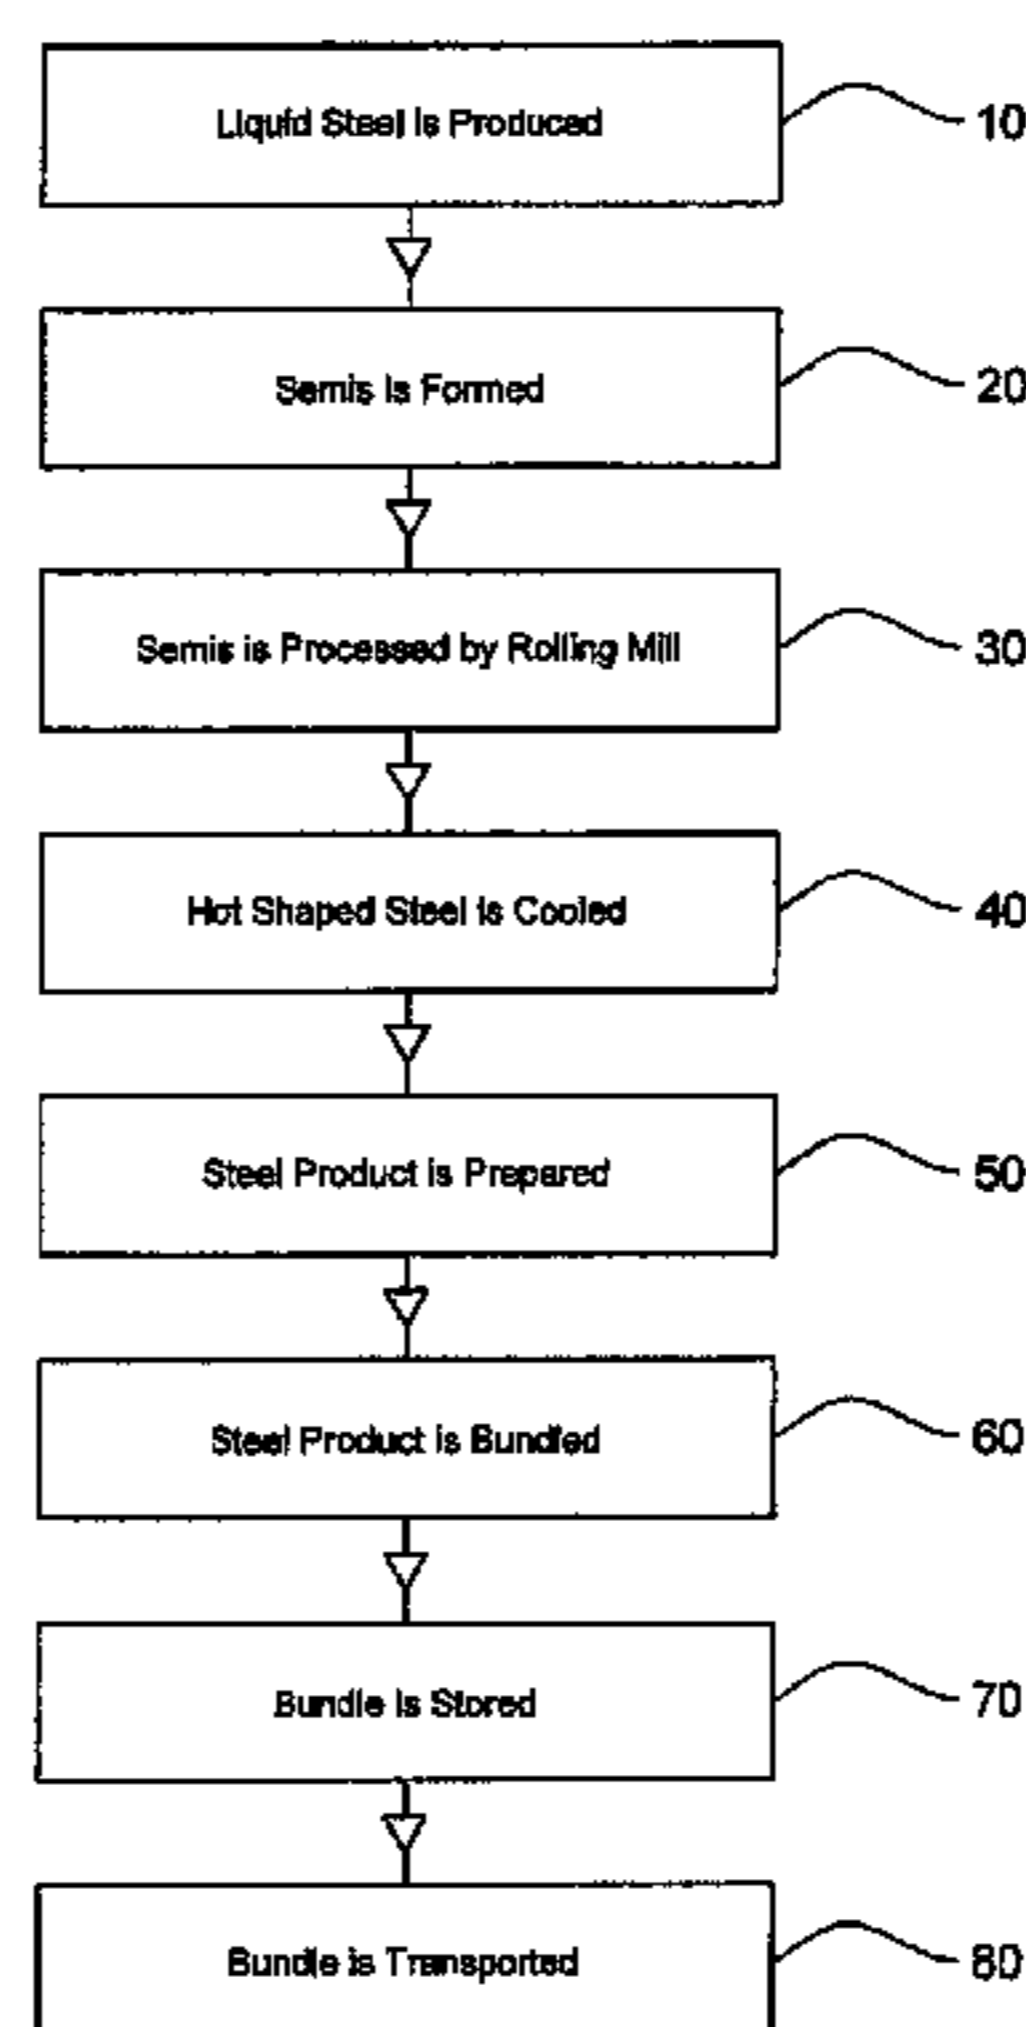 Liquid Steel is Produced
10
Semis is Formed
20
Semis is Processed by Rolling Mill
30
Hot Shaped Steel is Cooled
40
Steel Product is Prepared
50
Steel Product is Bundled
60
Bundle is Stored
70
Bundle is Transported
80